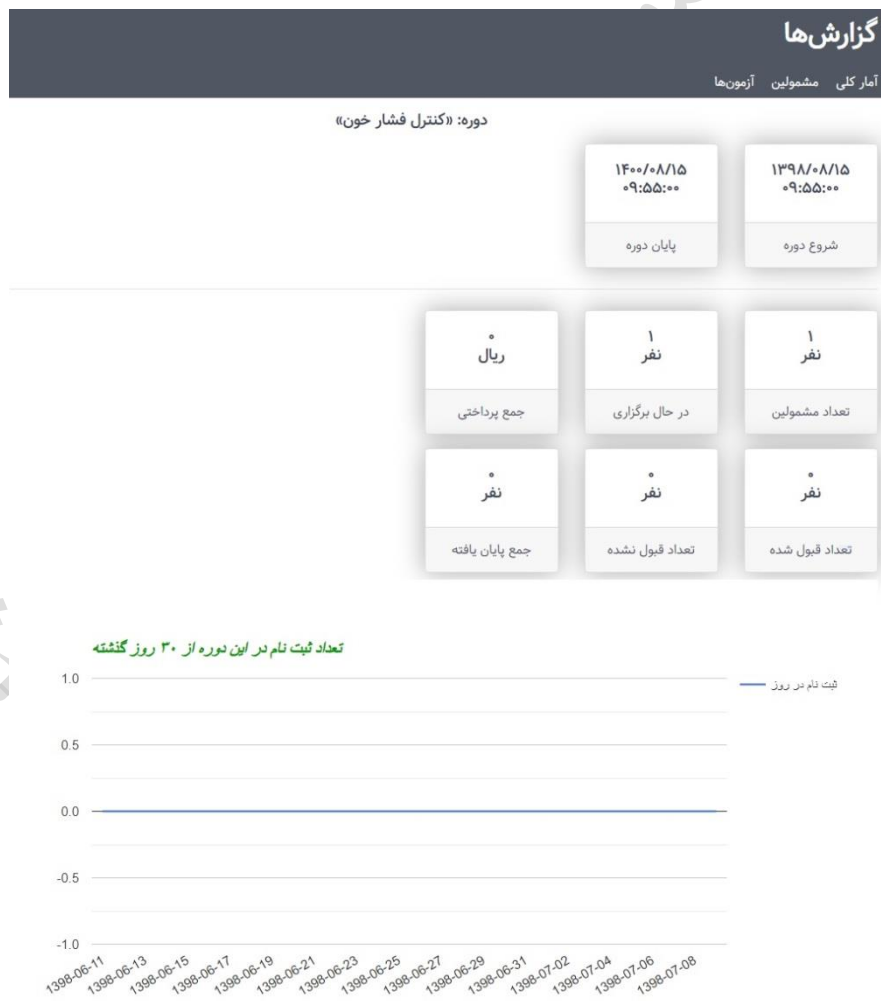 گزارش‌ها
آمار کلی مشمولین آزمون‌ها
دوره: «کنترل فشار خون»
۱۳۹۸/۰۸/۱۵
۰۹:۵۵:۰۰
شروع دوره
۱۴۰۰/۰۸/۱۵
۰۹:۵۵:۰۰
پایان دوره
۱
نفر
تعداد مشمولین
۱
نفر
در حال برگزاری
۰
ریال
جمع پرداختی
۰
نفر
تعداد قبول شده
۰
نفر
تعداد قبول نشده
۰
نفر
جمع پایان یافته
تعداد ثبت نام در این دوره از ۳۰ روز گذشته
ثبت نام در روز
1.0
0.5
0.0
-0.5
-1.0
1398-06-11
1398-06-13
1398-06-15
1398-06-17
1398-06-19
1398-06-21
1398-06-23
1398-06-25
1398-06-27
1398-06-29
1398-06-31
1398-07-02
1398-07-04
1398-07-06
1398-07-08